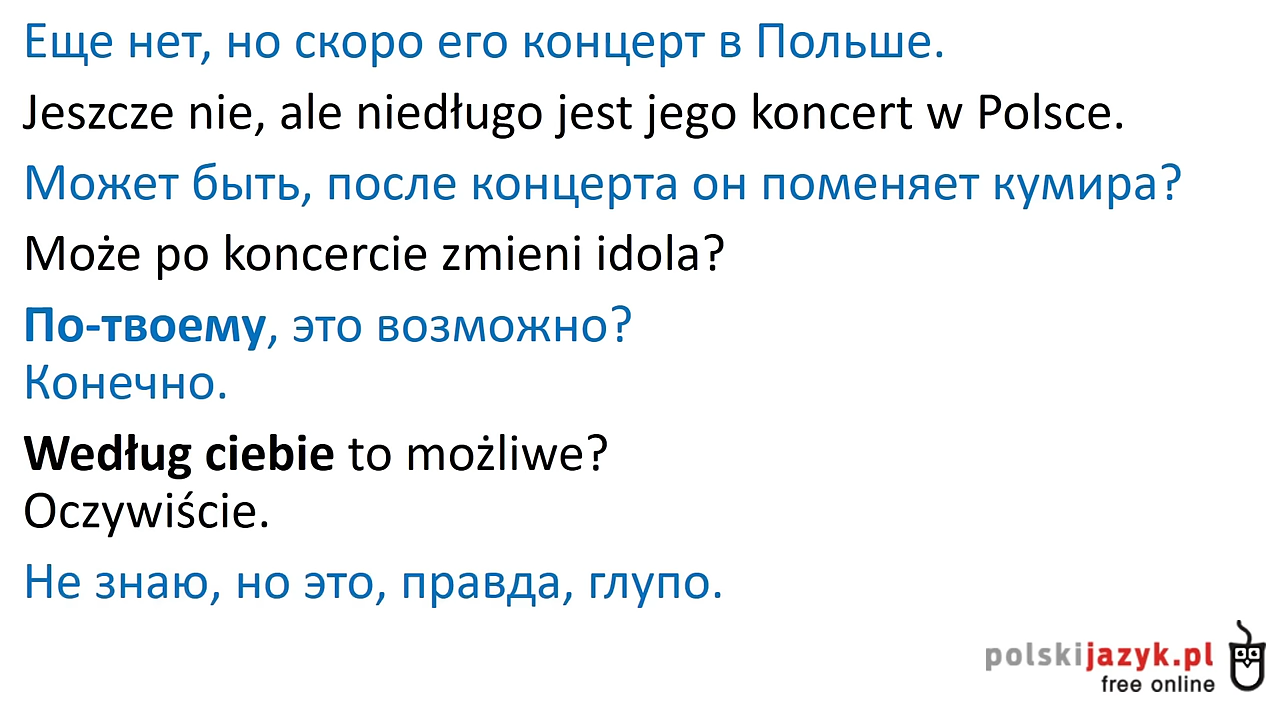 Еще нет, но скоро его концерт в Польше.
Jeszcze nie, ale niedługo jest jego koncert w Polsce.
Может быть, после концерта он поменяет кумира?
Może po koncercie zmieni idola?
По-твоему, это возможно?
Конечно.
Według ciebie to możliwe?
Oczywiście.
Не знаю, но это, правда, глупо.
polskijazyk.pl
free online